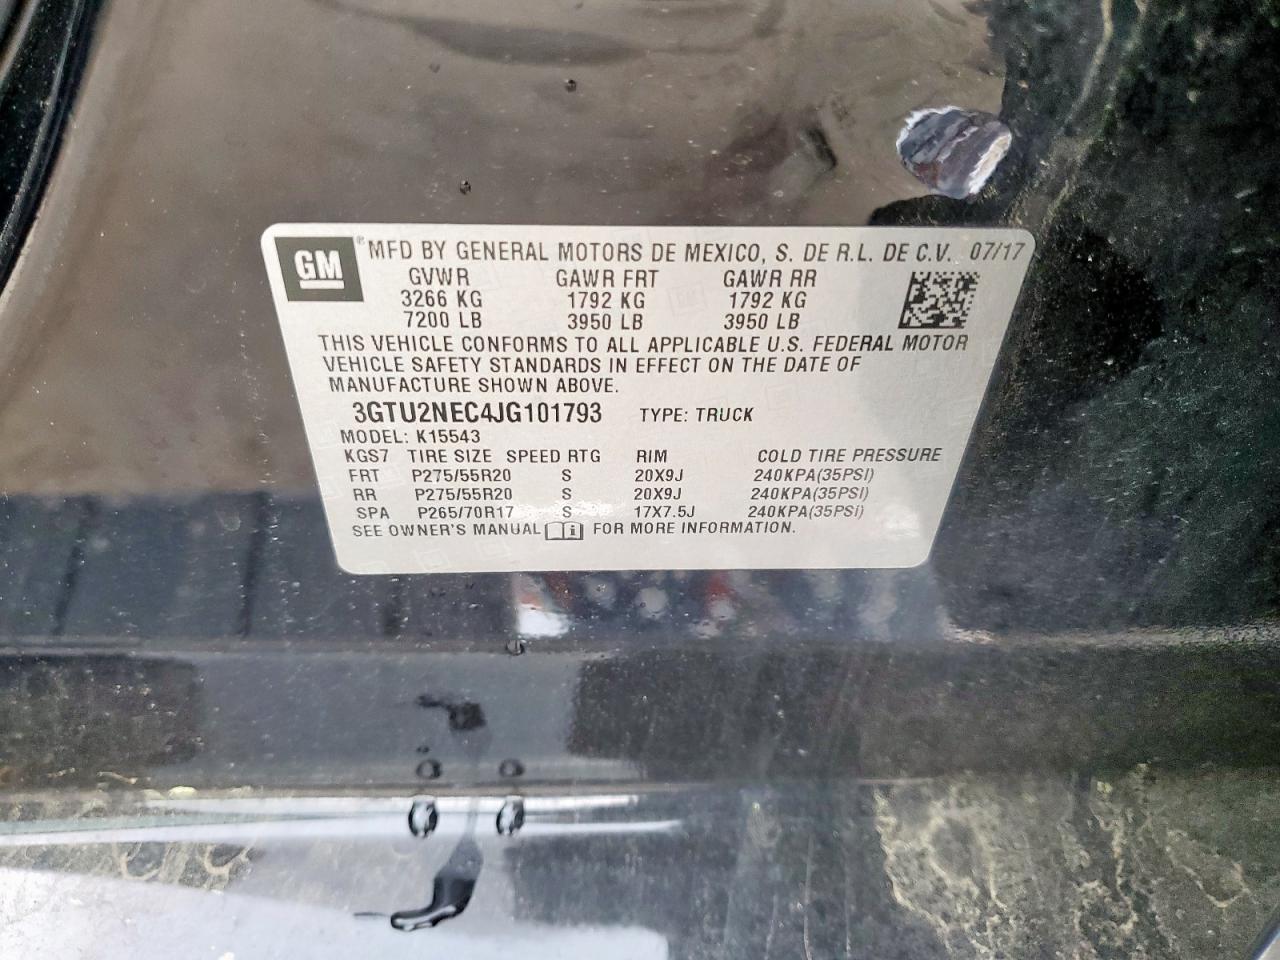 GM ® MFD BY GENERAL MOTORS DE MEXICO, S. DE R.L. DE C.V. 07/17
GVWR GAWR FRT GAWR RR
3266 KG 1792 KG 1792 KG
7200 LB 3950 LB 3950 LB
THIS VEHICLE CONFORMS TO ALL APPLICABLE U.S. FEDERAL MOTOR
VEHICLE SAFETY STANDARDS IN EFFECT ON THE DATE OF
MANUFACTURE SHOWN ABOVE.
3GTU2NEC4JG101793 TYPE: TRUCK
MODEL: K15543
KGS7 TIRE SIZE SPEED RTG RIM COLD TIRE PRESSURE
FRT P275/55R20 S 20X9J 240KPA(35PSI)
RR P275/55R20 S 20X9J 240KPA(35PSI)
SPA P265/70R17 S 17X7.5J 240KPA(35PSI)
SEE OWNER'S MANUAL FOR MORE INFORMATION.